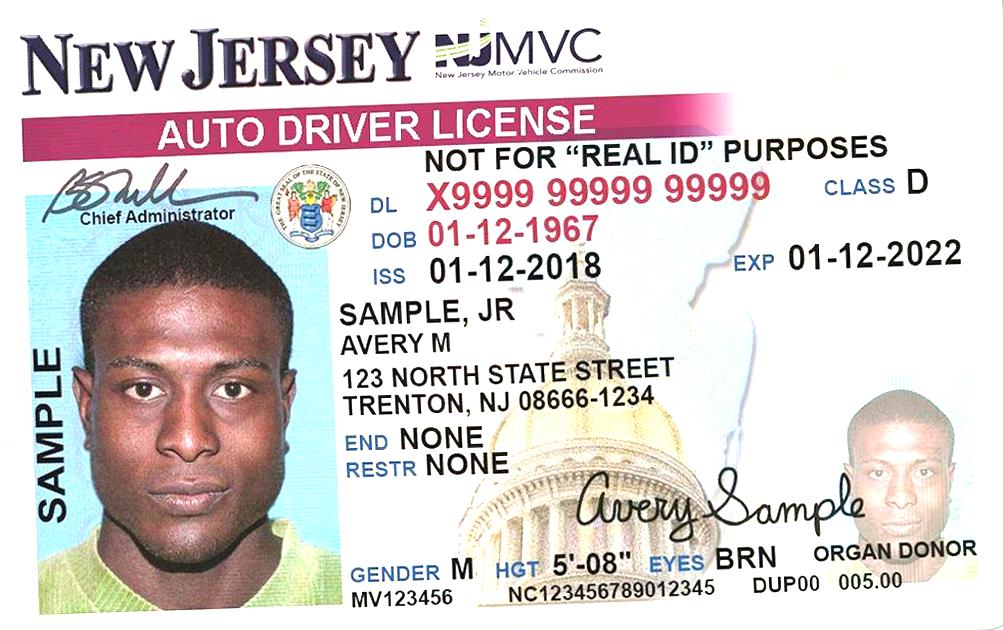 NEW JERSEY NJMVC
New Jersey Motor Vehicle Commission
AUTO DRIVER LICENSE
NOT FOR “REAL ID” PURPOSES
Chief Administrator
THE GREAT SEAL OF THE STATE OF NEW JERSEY
DL X9999 99999 99999 CLASS D
DOB 01-12-1967
ISS 01-12-2018 EXP 01-12-2022
SAMPLE
SAMPLE, JR
AVERY M
123 NORTH STATE STREET
TRENTON, NJ 08666-1234
END NONE
RESTR NONE
Avery Sample
GENDER M HGT 5'-08" EYES BRN ORGAN DONOR
MV123456 NC123456789012345 DUP00 005.00